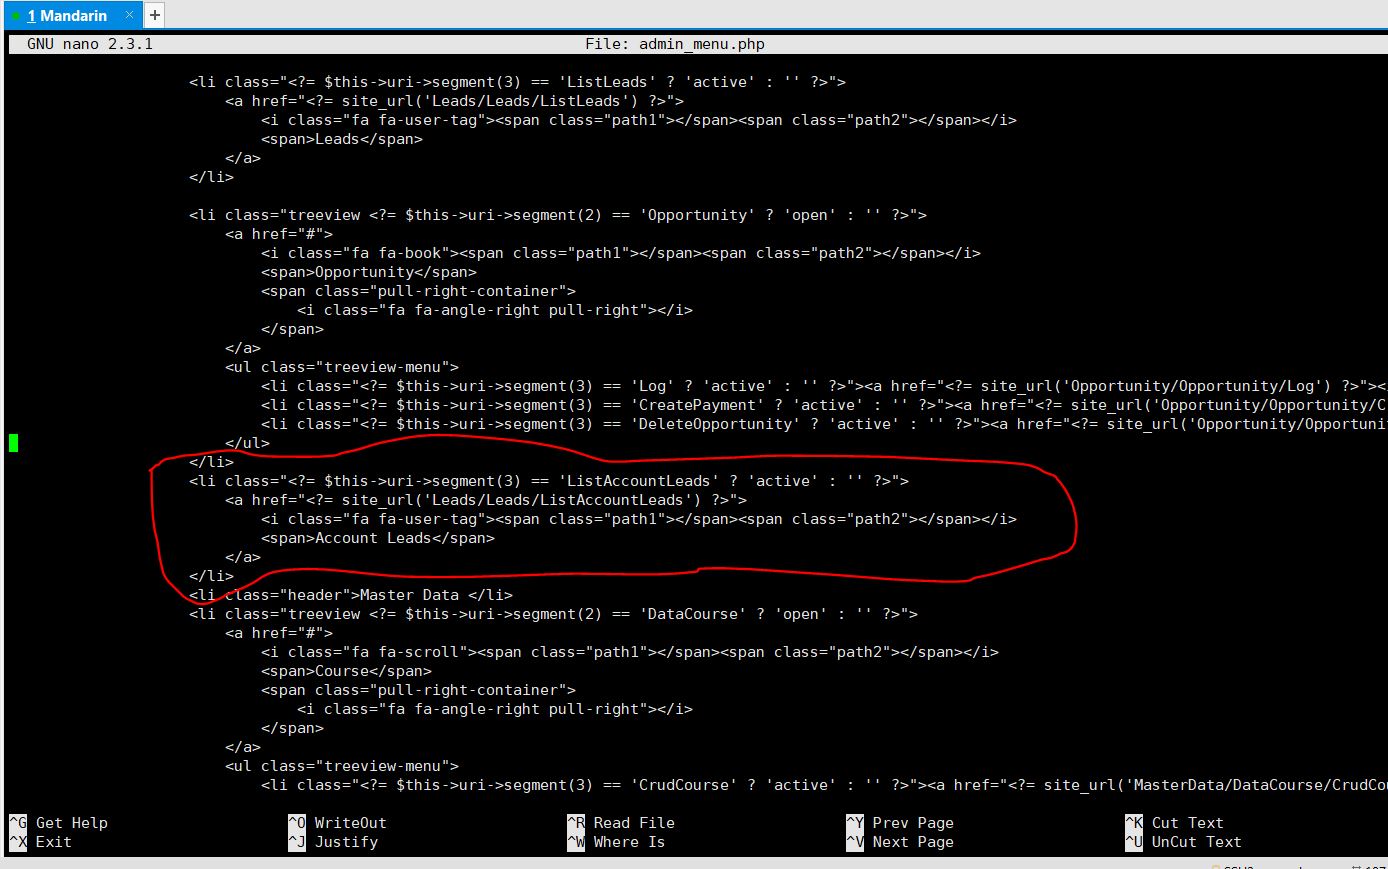 1 Mandarin × +
GNU nano 2.3.1 File: admin_menu.php
<li class="<?= $this->uri->segment(3) == 'ListLeads' ? 'active' : '' ?>">
<a href="<?= site_url('Leads/Leads/ListLeads') ?>">
<i class="fa fa-user-tag"><span class="path1"></span><span class="path2"></span></i>
<span>Leads</span>
</a>
</li>
<li class="treeview <?= $this->uri->segment(2) == 'Opportunity' ? 'open' : '' ?>">
<a href="#">
<i class="fa fa-book"><span class="path1"></span><span class="path2"></span></i>
<span>Opportunity</span>
<span class="pull-right-container">
<i class="fa fa-angle-right pull-right"></i>
</span>
</a>
<ul class="treeview-menu">
<li class="<?= $this->uri->segment(3) == 'Log' ? 'active' : '' ?>"><a href="<?= site_url('Opportunity/Opportunity/Log') ?>"><
<li class="<?= $this->uri->segment(3) == 'CreatePayment' ? 'active' : '' ?>"><a href="<?= site_url('Opportunity/Opportunity/C
<li class="<?= $this->uri->segment(3) == 'DeleteOpportunity' ? 'active' : '' ?>"><a href="<?= site_url('Opportunity/Opportuni
</ul>
</li>
<li class="<?= $this->uri->segment(3) == 'ListAccountLeads' ? 'active' : '' ?>">
<a href="<?= site_url('Leads/Leads/ListAccountLeads') ?>">
<i class="fa fa-user-tag"><span class="path1"></span><span class="path2"></span></i>
<span>Account Leads</span>
</a>
</li>
<li class="header">Master Data </li>
<li class="treeview <?= $this->uri->segment(2) == 'DataCourse' ? 'open' : '' ?>">
<a href="#">
<i class="fa fa-scroll"><span class="path1"></span><span class="path2"></span></i>
<span>Course</span>
<span class="pull-right-container">
<i class="fa fa-angle-right pull-right"></i>
</span>
</a>
<ul class="treeview-menu">
<li class="<?= $this->uri->segment(3) == 'CrudCourse' ? 'active' : '' ?>"><a href="<?= site_url('MasterData/DataCourse/CrudCou
^G Get Help ^O WriteOut ^R Read File ^Y Prev Page ^K Cut Text
^X Exit ^J Justify ^W Where Is ^V Next Page ^U UnCut Text